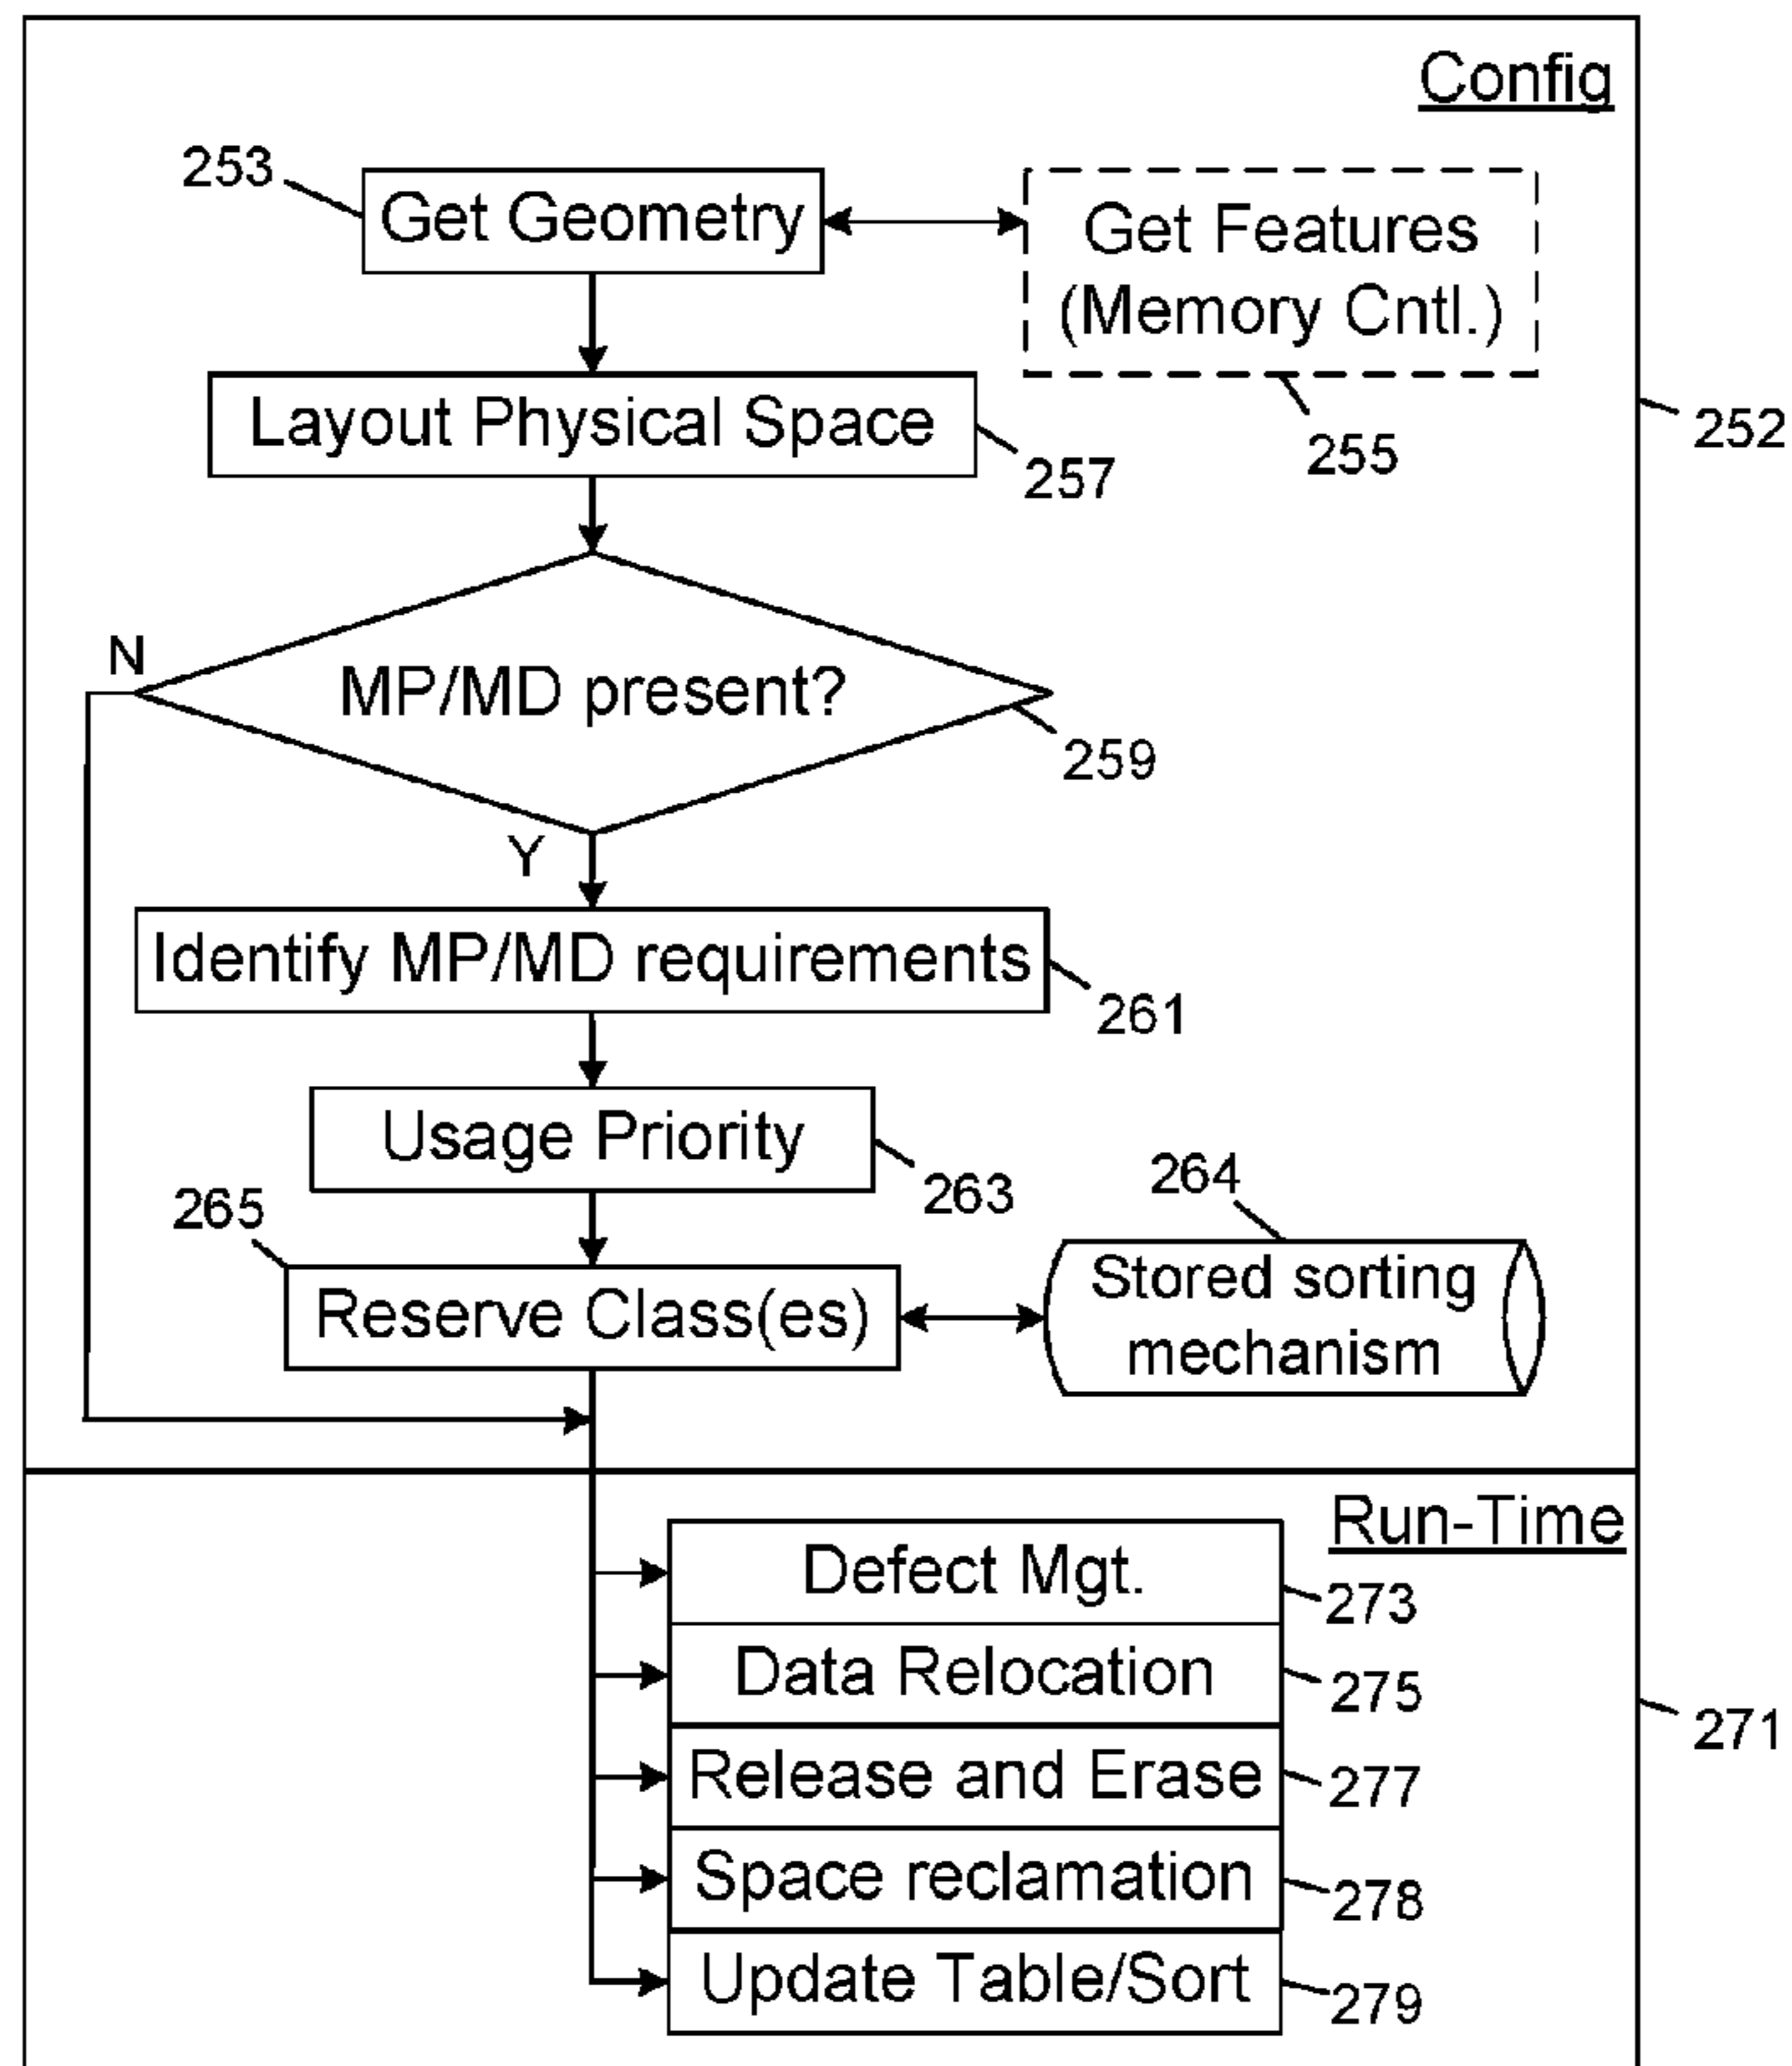 Config
253
Get Geometry
Get Features
(Memory Cntl.)
252
Layout Physical Space
255
257
N
MP/MD present?
259
Y
Identify MP/MD requirements
261
Usage Priority
263
264
265
Stored sorting
mechanism
Reserve Class(es)
Run-Time
Defect Mgt.
273
Data Relocation
275
271
Release and Erase
277
Space reclamation
278
Update Table/Sort
279